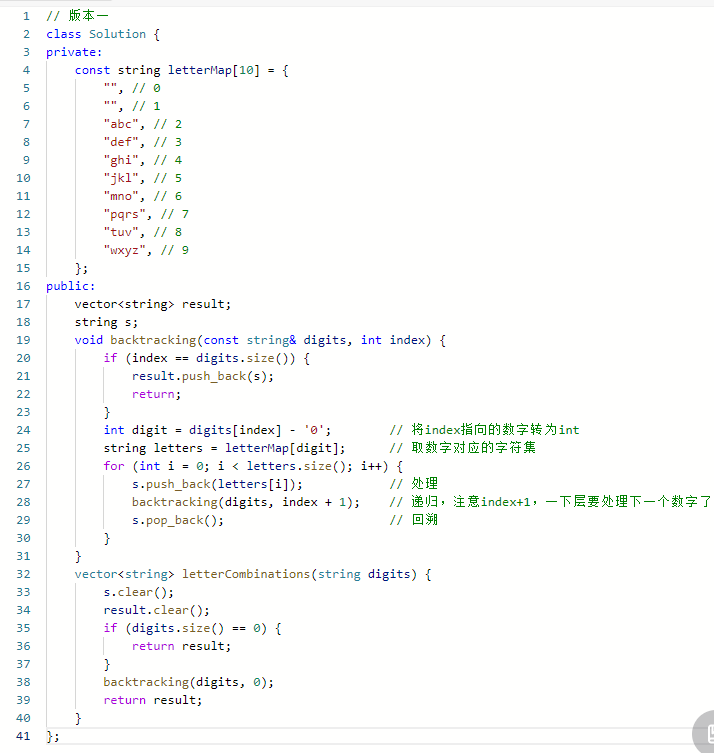 1 // 版本一
2 class Solution {
3 private:
4     const string letterMap[10] = {
5         "", // 0
6         "", // 1
7         "abc", // 2
8         "def", // 3
9         "ghi", // 4
10         "jkl", // 5
11         "mno", // 6
12         "pqrs", // 7
13         "tuv", // 8
14         "wxyz", // 9
15     };
16 public:
17     vector<string> result;
18     string s;
19     void backtracking(const string& digits, int index) {
20         if (index == digits.size()) {
21             result.push_back(s);
22             return;
23         }
24         int digit = digits[index] - '0';        // 将index指向的数字转为int
25         string letters = letterMap[digit];      // 取数字对应的字符集
26         for (int i = 0; i < letters.size(); i++) {
27             s.push_back(letters[i]);            // 处理
28             backtracking(digits, index + 1);    // 递归，注意index+1，一下层要处理下一个数字了
29             s.pop_back();                       // 回溯
30         }
31     }
32     vector<string> letterCombinations(string digits) {
33         s.clear();
34         result.clear();
35         if (digits.size() == 0) {
36             return result;
37         }
38         backtracking(digits, 0);
39         return result;
40     }
41 };